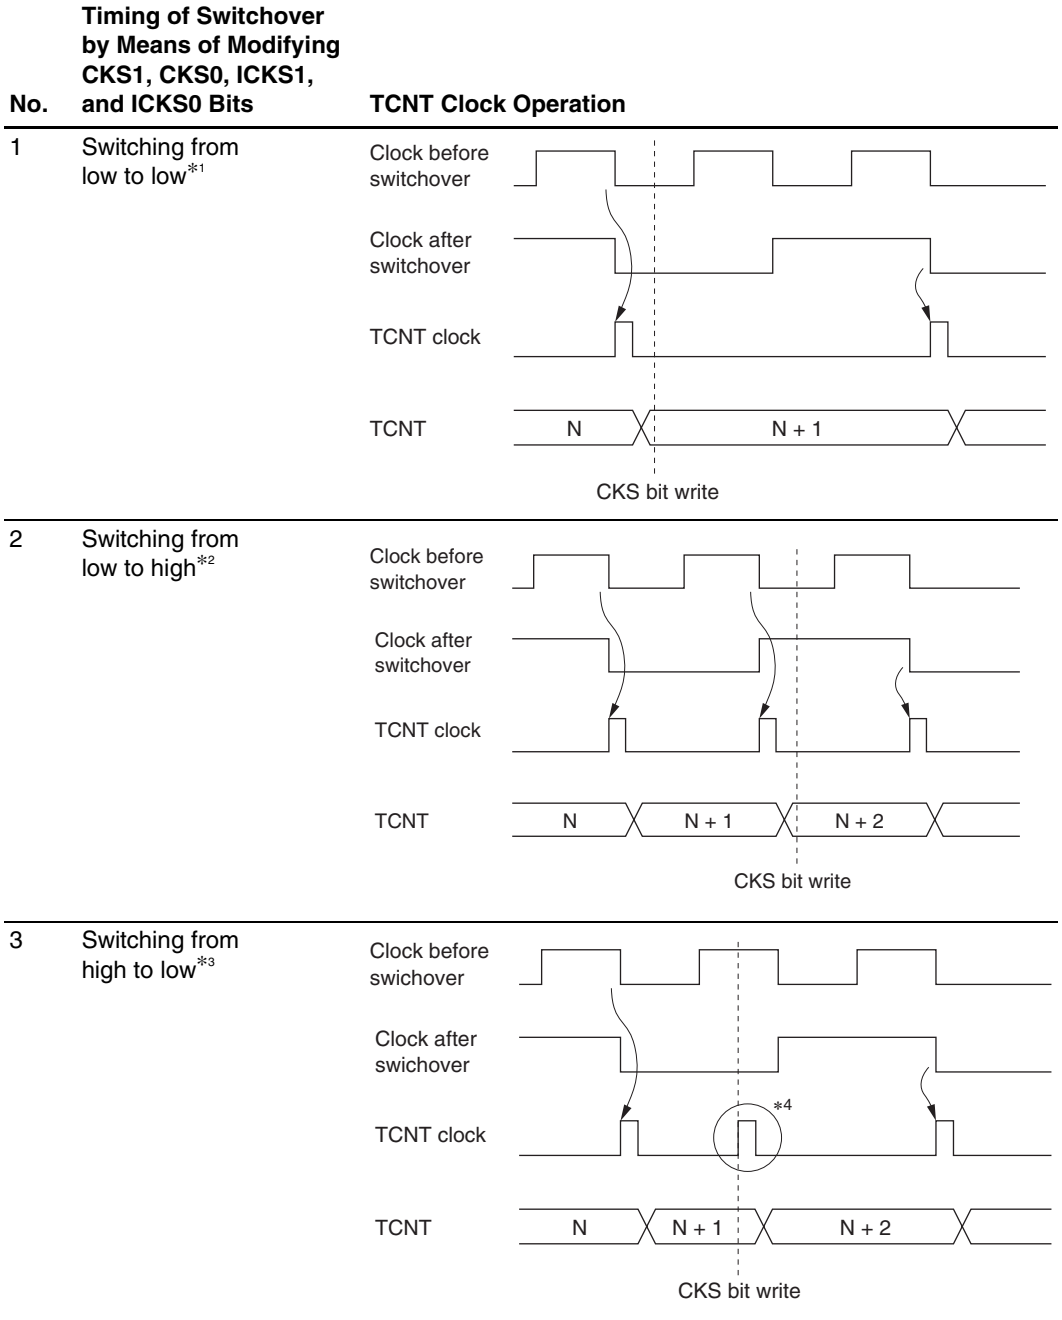 Timing of Switchover
by Means of Modifying
CKS1, CKS0, ICKS1,
No. and ICKS0 Bits TCNT Clock Operation
1 Switching from
low to low*1
Clock before
switchover
Clock after
switchover
TCNT clock
TCNT N N + 1
CKS bit write
2 Switching from
low to high*2
Clock before
switchover
Clock after
switchover
TCNT clock
TCNT N N + 1 N + 2
CKS bit write
3 Switching from
high to low*3
Clock before
swichover
Clock after
swichover
*4
TCNT clock
TCNT N N + 1 N + 2
CKS bit write